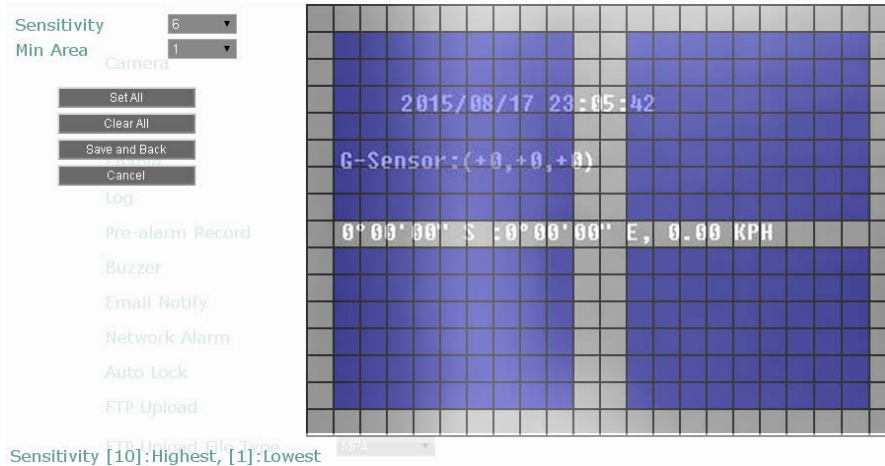 Sensitivity 6
Min Area 1
Camera
Set All
Clear All
Save and Back
Cancel
Log
Pre-alarm Record
Buzzer
Email Notify
Network Alarm
Auto Lock
FTP Upload
FTP Upload File Type MP4
Sensitivity [10]:Highest, [1]:Lowest
2015/08/17 23:05:42
G-Sensor:(+0,+0,+0)
0°00'00" S :0°00'00" E, 0.00 KPH